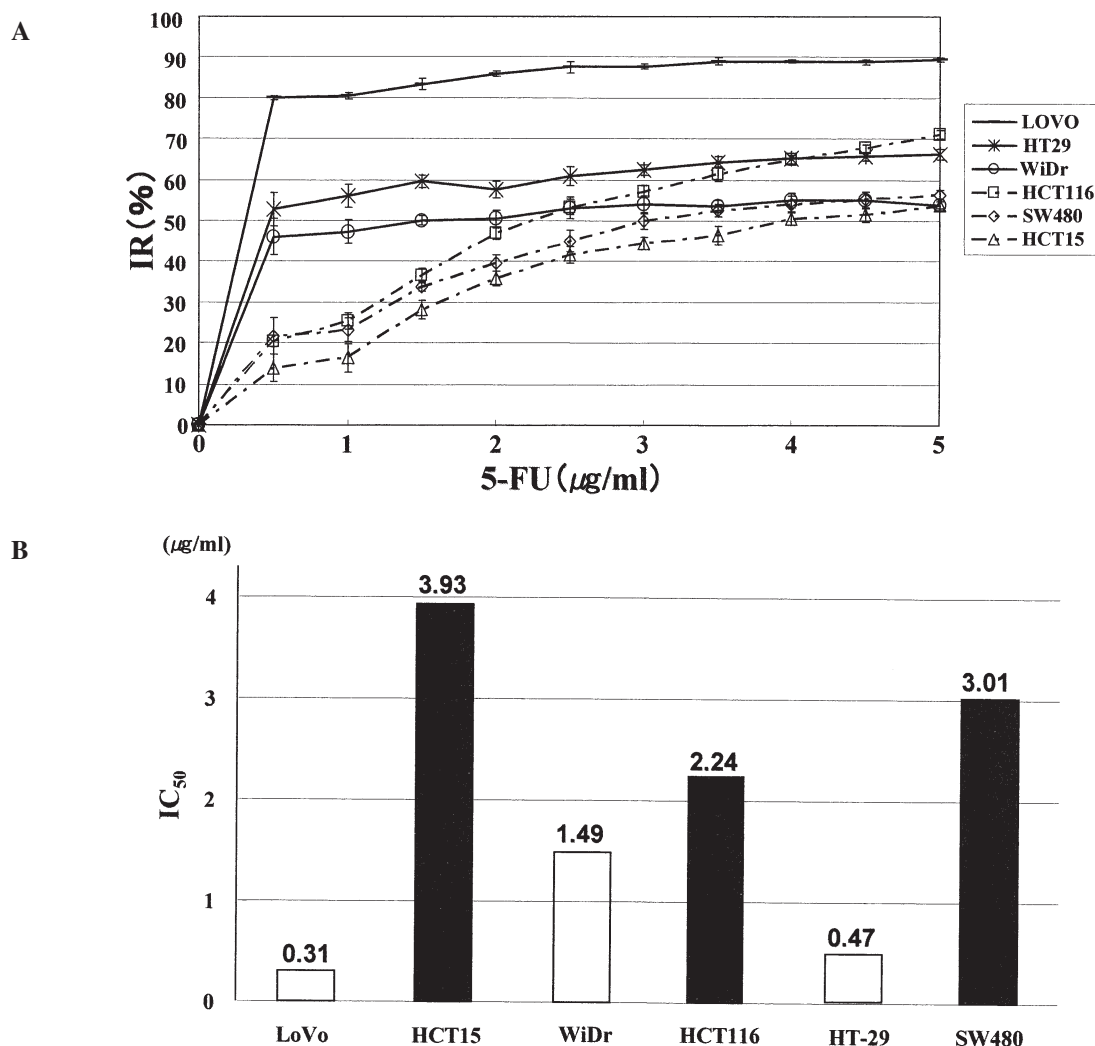 A
100
90
80
70
60
50
40
30
20
10
0
IR(%)
0 1 2 3 4 5
5-FU(μg/ml)
LOVO
HT29
WiDr
HCT116
SW480
HCT15
B
(μg/ml)
4
3
2
1
0
IC50
0.31
3.93
1.49
2.24
0.47
3.01
LoVo HCT15 WiDr HCT116 HT-29 SW480